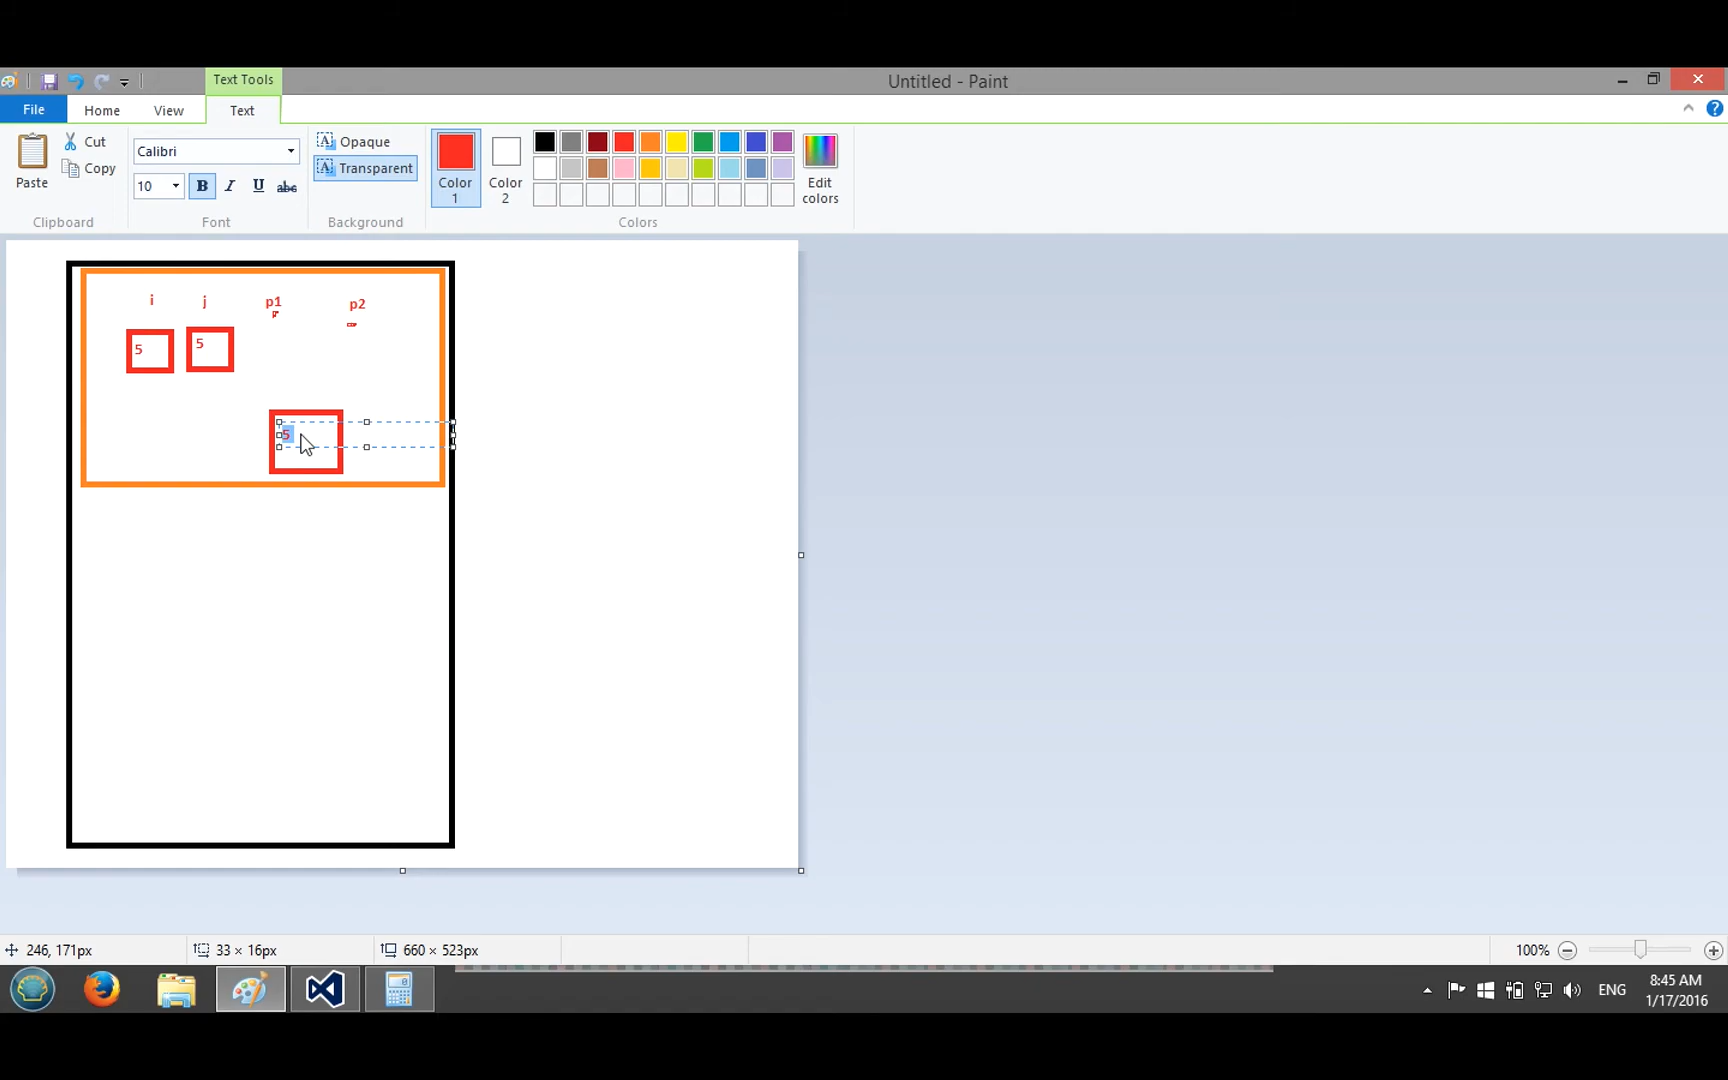 Text Tools
Untitled - Paint
File
Home
View
Text
Cut
Copy
Paste
Clipboard
Calibri
10
B I U abc
Font
Opaque
Transparent
Background
Color 1
Color 2
Edit colors
Colors
i j p1 p2
5 5
5
246, 171px
33 × 16px
660 × 523px
100%
ENG
8:45 AM
1/17/2016